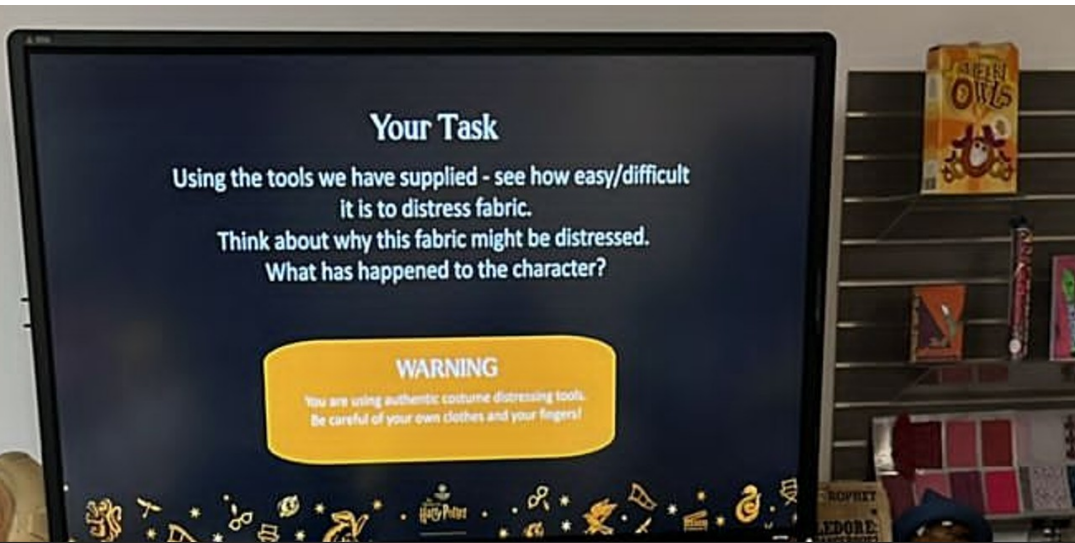 Your Task
Using the tools we have supplied - see how easy/difficult
it is to distress fabric.
Think about why this fabric might be distressed.
What has happened to the character?
WARNING
You are using authentic costume distressing tools.
Be careful of your own clothes and your fingers!
Harry Potter
OWLS
ROPHET
LEDORE: